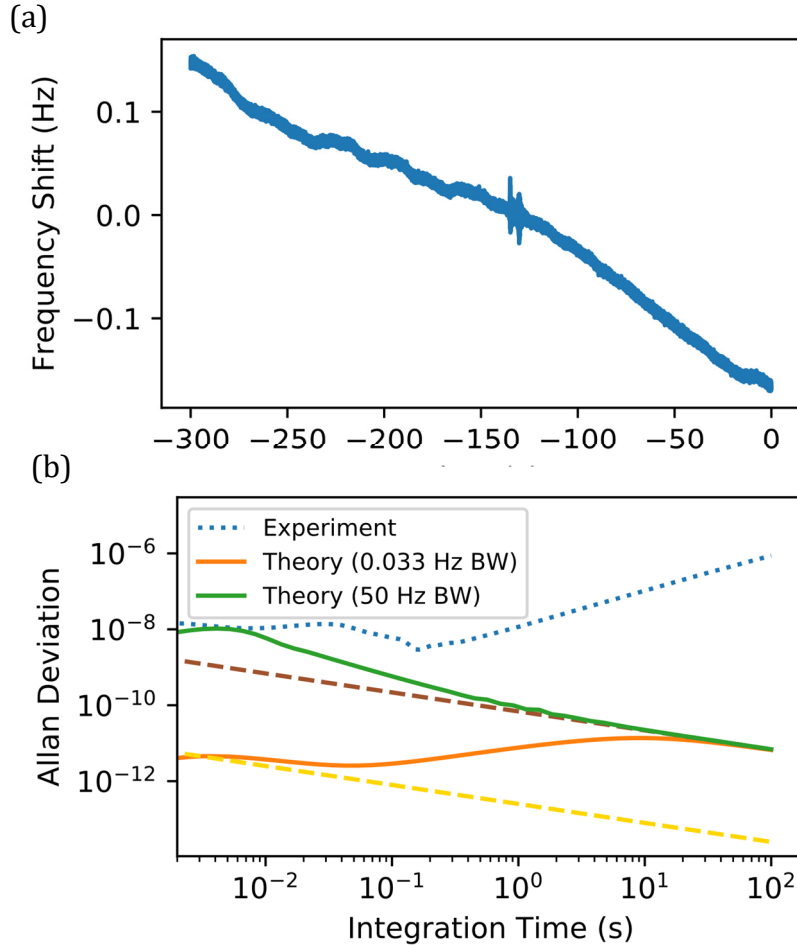 (a)
Frequency Shift (Hz)
0.1
0.0
−0.1
−300 −250 −200 −150 −100 −50 0
(b)
Allan Deviation
10⁻⁶
10⁻⁸
10⁻¹⁰
10⁻¹²
Experiment
Theory (0.033 Hz BW)
Theory (50 Hz BW)
10⁻² 10⁻¹ 10⁰ 10¹ 10²
Integration Time (s)